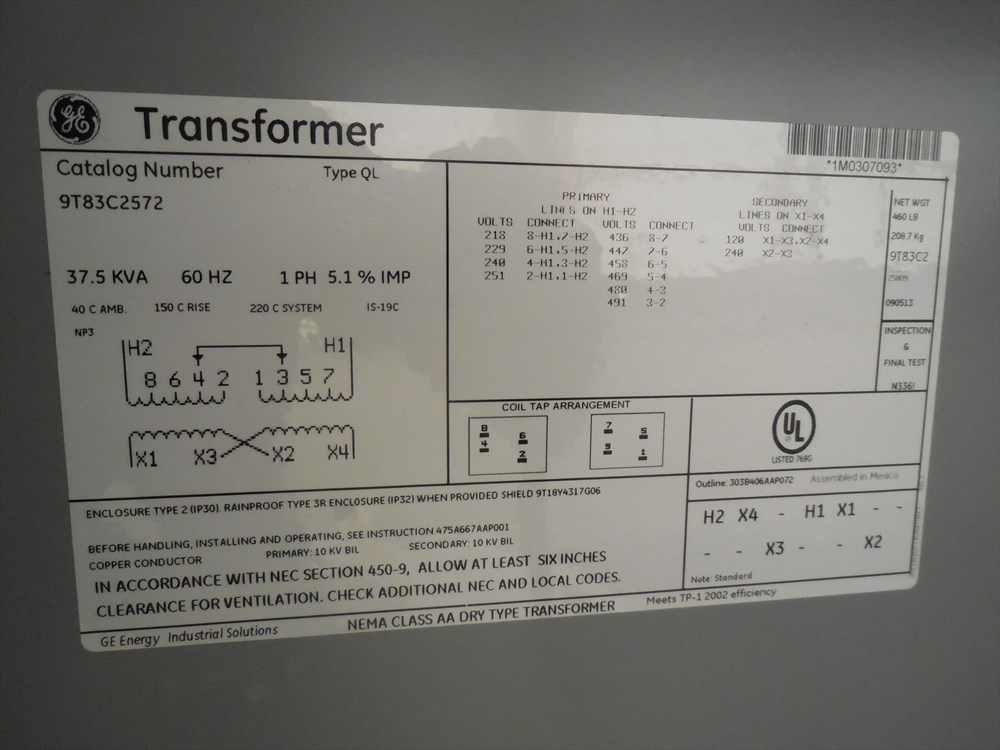 GE Transformer
*1M0307093*
Catalog Number Type QL
9T83C2572
37.5 KVA 60 HZ 1 PH 5.1 % IMP
40 C AMB. 150 C RISE 220 C SYSTEM IS-19C
NP3
H2 H1
8 6 4 2 1 3 5 7
X1 X3 X2 X4
PRIMARY
LINES ON H1-H2
VOLTS CONNECT VOLTS CONNECT
218 8-H1,7-H2 436 8-7
229 6-H1,5-H2 447 7-6
240 4-H1,3-H2 458 6-5
251 2-H1,1-H2 469 5-4
480 4-3
491 3-2
SECONDARY
LINES ON X1-X4
VOLTS CONNECT
120 X1-X3,X2-X4
240 X2-X3
NET WGT
460 LB
208.7 Kg
9T83C2
090513
INSPECTION
&
FINAL TEST
N336I
COIL TAP ARRANGEMENT
8 6 7 5
4 2 3 1
UL
LISTED 769G
Outline: 303B406AAP072 Assembled in Mexico
H2 X4 - H1 X1 - -
- - X3 - - X2
Note: Standard
ENCLOSURE TYPE 2 (IP30). RAINPROOF TYPE 3R ENCLOSURE (IP32) WHEN PROVIDED SHIELD 9T18Y4317G06
BEFORE HANDLING, INSTALLING AND OPERATING, SEE INSTRUCTION 475A667AAP001
COPPER CONDUCTOR PRIMARY: 10 KV BIL SECONDARY: 10 KV BIL
IN ACCORDANCE WITH NEC SECTION 450-9, ALLOW AT LEAST SIX INCHES
CLEARANCE FOR VENTILATION. CHECK ADDITIONAL NEC AND LOCAL CODES.
GE Energy Industrial Solutions NEMA CLASS AA DRY TYPE TRANSFORMER Meets TP-1 2002 efficiency